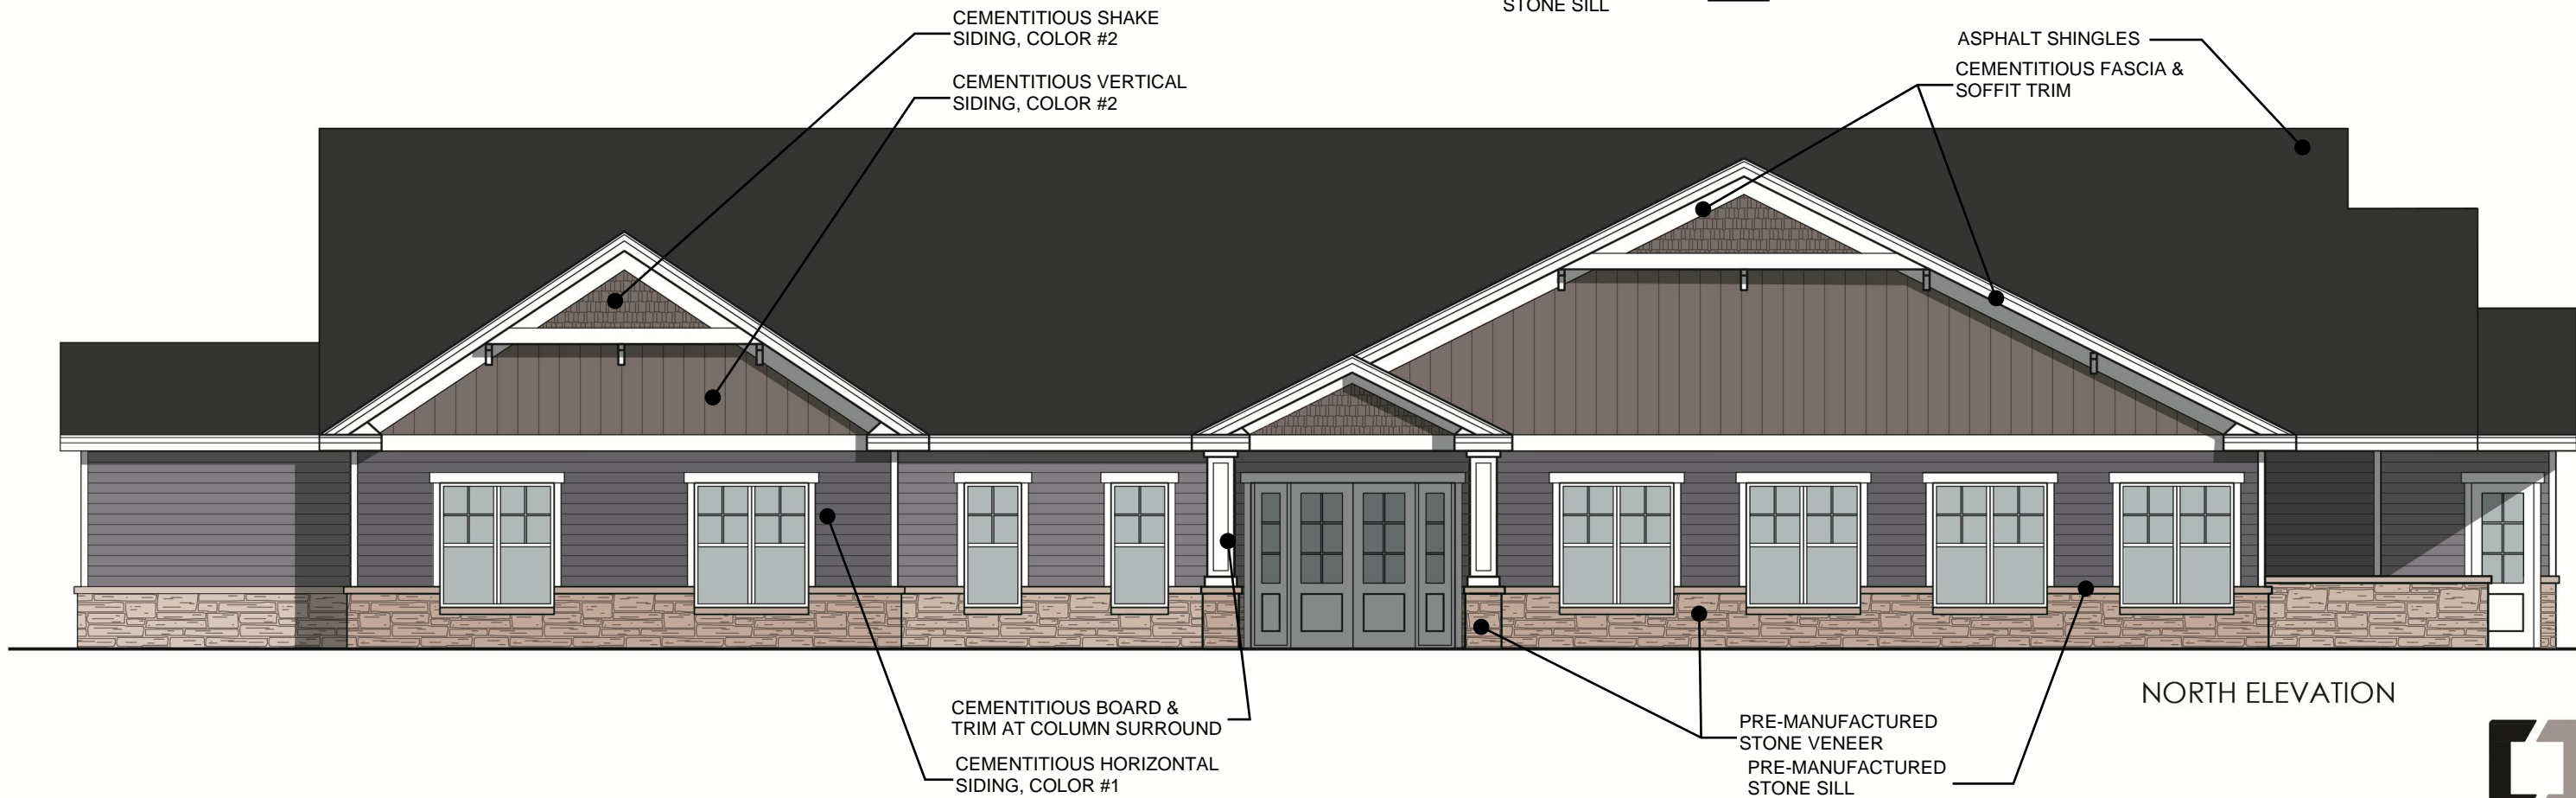 STONE SILL
CEMENTITIOUS SHAKE
SIDING, COLOR #2
CEMENTITIOUS VERTICAL
SIDING, COLOR #2
ASPHALT SHINGLES
CEMENTITIOUS FASCIA &
SOFFIT TRIM
NORTH ELEVATION
CEMENTITIOUS BOARD &
TRIM AT COLUMN SURROUND
CEMENTITIOUS HORIZONTAL
SIDING, COLOR #1
PRE-MANUFACTURED
STONE VENEER
PRE-MANUFACTURED
STONE SILL